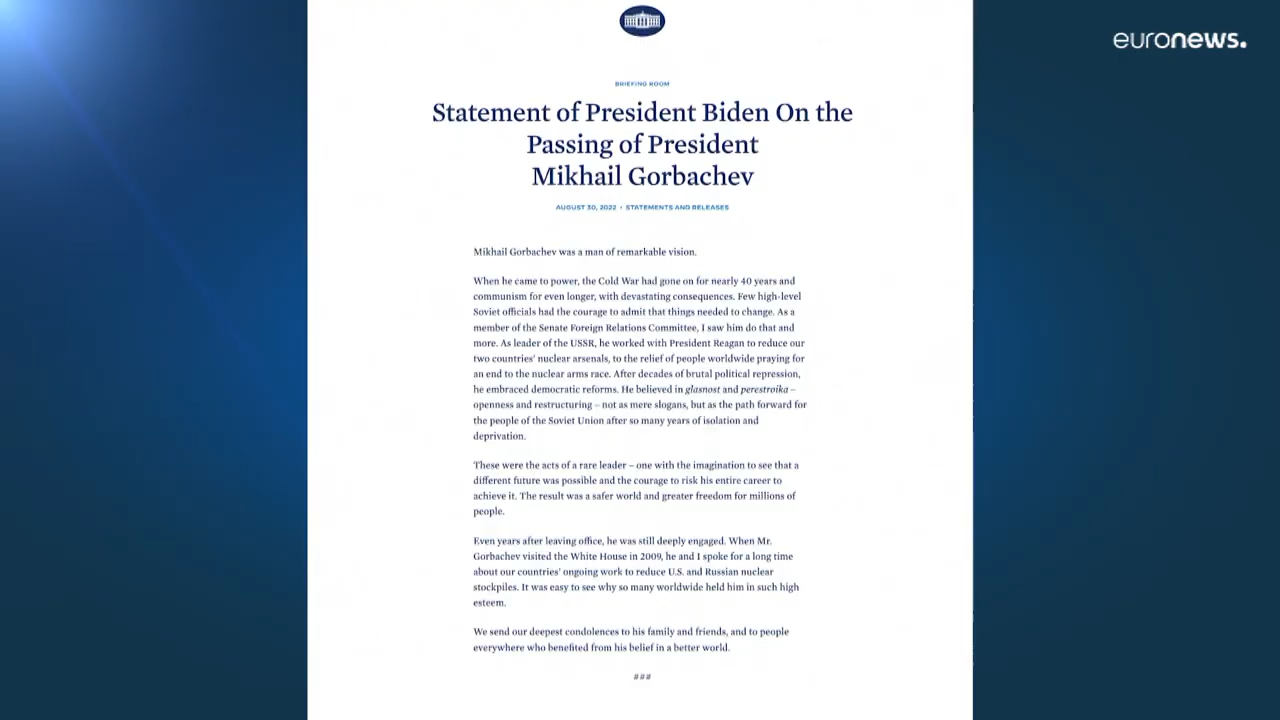 euronews.
BRIEFING ROOM
Statement of President Biden On the
Passing of President
Mikhail Gorbachev
AUGUST 30, 2022 • STATEMENTS AND RELEASES
Mikhail Gorbachev was a man of remarkable vision.
When he came to power, the Cold War had gone on for nearly 40 years and
communism for even longer, with devastating consequences. Few high-level
Soviet officials had the courage to admit that things needed to change. As a
member of the Senate Foreign Relations Committee, I saw him do that and
more. As leader of the USSR, he worked with President Reagan to reduce our
two countries' nuclear arsenals, to the relief of people worldwide praying for
an end to the nuclear arms race. After decades of brutal political repression,
he embraced democratic reforms. He believed in glasnost and perestroika –
openness and restructuring – not as mere slogans, but as the path forward for
the people of the Soviet Union after so many years of isolation and
deprivation.
These were the acts of a rare leader – one with the imagination to see that a
different future was possible and the courage to risk his entire career to
achieve it. The result was a safer world and greater freedom for millions of
people.
Even years after leaving office, he was still deeply engaged. When Mr.
Gorbachev visited the White House in 2009, he and I spoke for a long time
about our countries' ongoing work to reduce U.S. and Russian nuclear
stockpiles. It was easy to see why so many worldwide held him in such high
esteem.
We send our deepest condolences to his family and friends, and to people
everywhere who benefited from his belief in a better world.
###